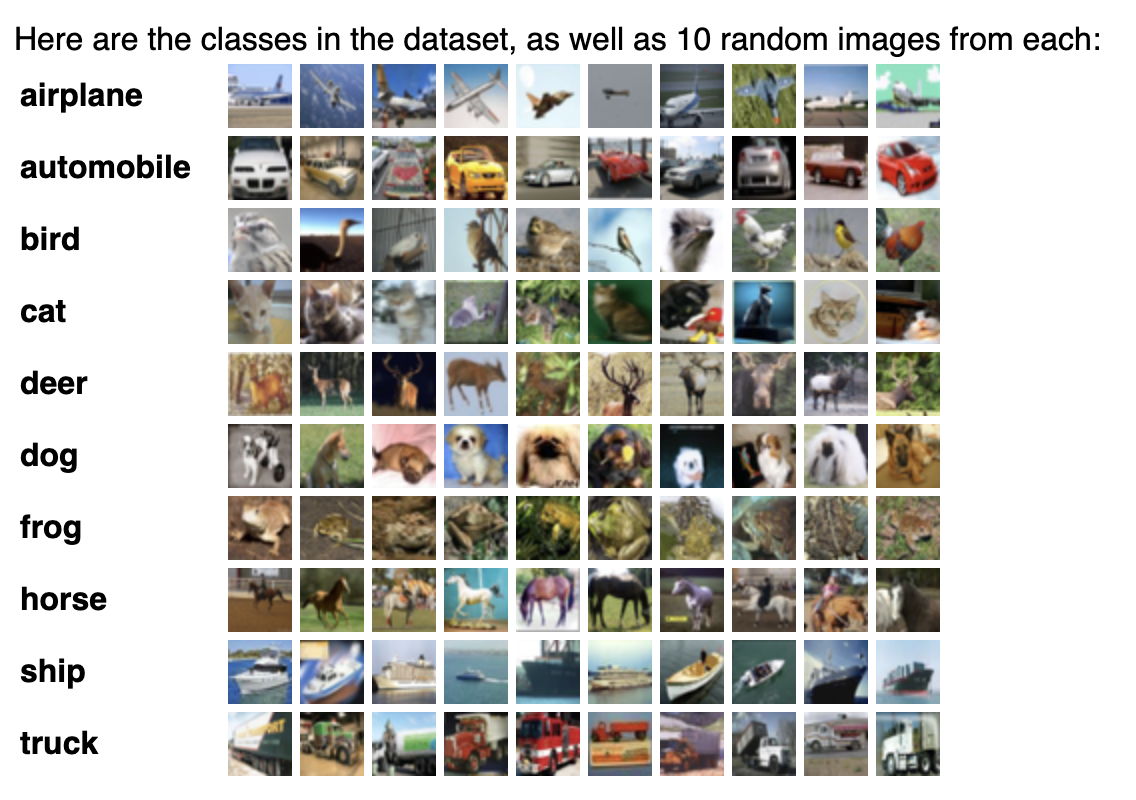 Here are the classes in the dataset, as well as 10 random images from each:
airplane
automobile
bird
cat
deer
dog
frog
horse
ship
truck